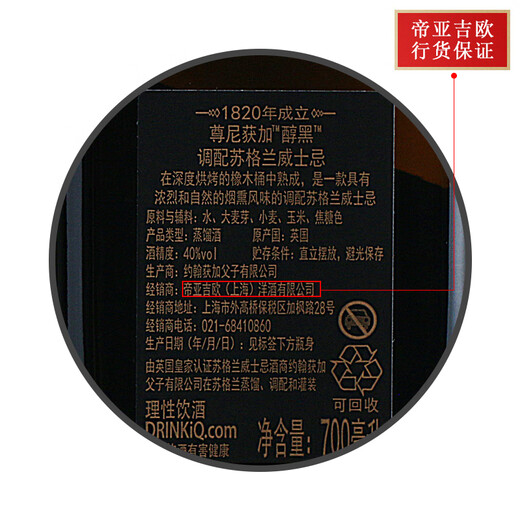 帝亚吉欧
行货保证
1820年成立
尊尼获加™醇黑™
调配苏格兰威士忌
在深度烘烤的橡木桶中熟成，是一款具有
浓烈和自然的烟熏风味的调配苏格兰威士忌
原料与辅料：水、大麦芽、小麦、玉米、焦糖色
产品类型：蒸馏酒 原产国：英国
酒精度：40%vol 贮存条件：直立摆放，避光保存
生产商：约翰获加父子有限公司
经销商：帝亚吉欧（上海）洋酒有限公司
经销商地址：上海市外高桥保税区加枫路28号
经销商电话：021-68410860
生产日期（年/月/日）：见标签下方瓶身
由英国皇家认证苏格兰威士忌酒商约翰获加
父子有限公司在苏格兰蒸馏、调配和灌装
可回收
理性饮酒
DRINKiQ.com
净含量：700毫升
酒有害健康